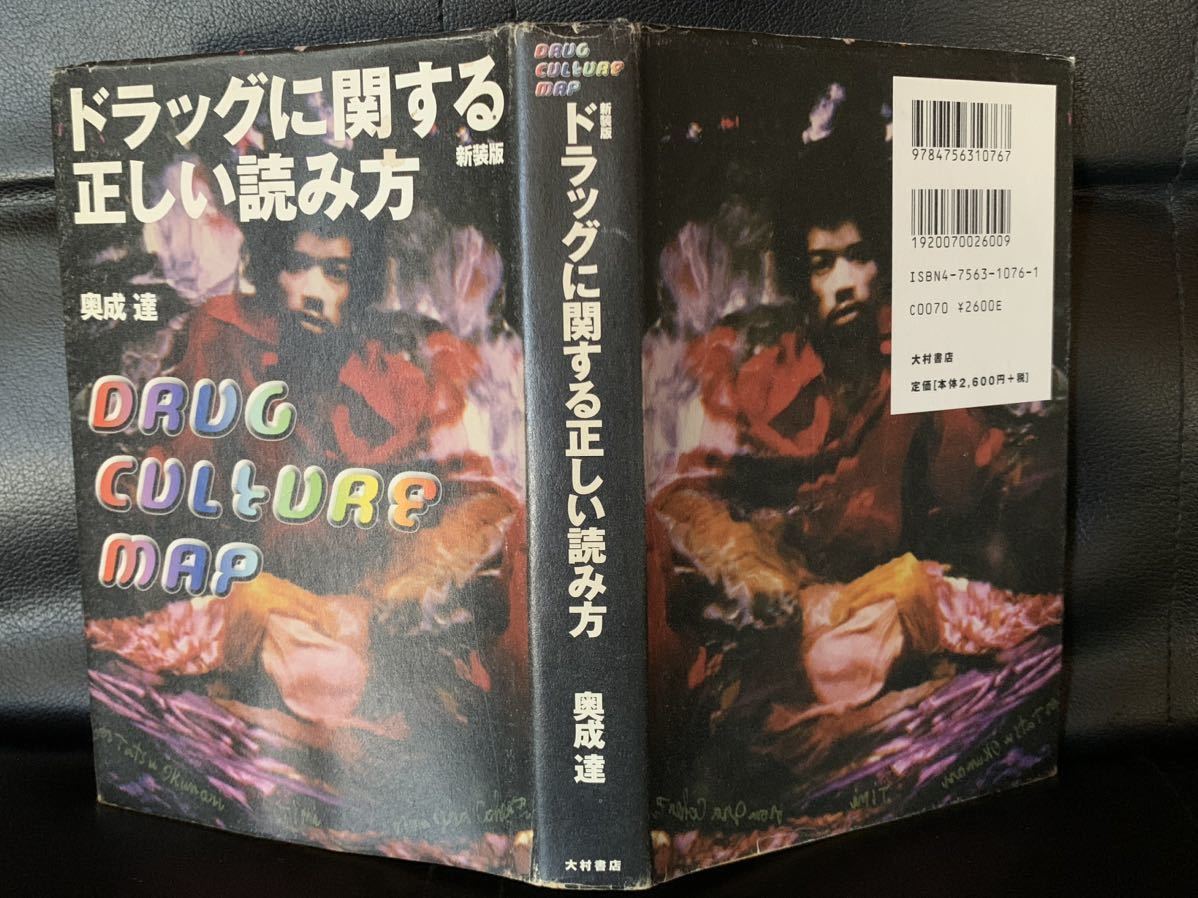 ドラッグに関する
正しい読み方
新装版
奥成 達
DRUG
CULTURE
MAP
DRUG
CULTURE
MAP
新装版
ドラッグに関する正しい読み方
奥成 達
大村書店
9784756310767
1920070026009
ISBN4-7563-1076-1
C0070 ¥2600E
大村書店
定価[本体2,600円+税]